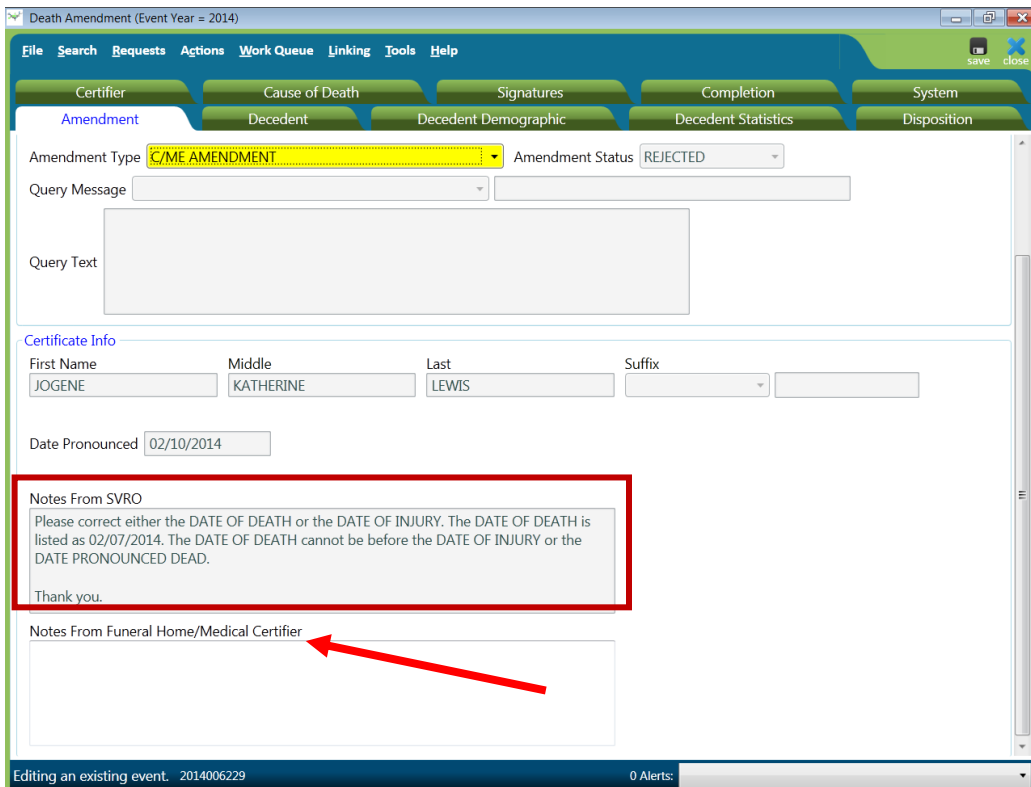 Death Amendment (Event Year = 2014)
File Search Requests Actions Work Queue Linking Tools Help
save close
Certifier Cause of Death Signatures Completion System
Amendment Decedent Decedent Demographic Decedent Statistics Disposition
Amendment Type C/ME AMENDMENT Amendment Status REJECTED
Query Message
Query Text
Certificate Info
First Name Middle Last Suffix
JOGENE KATHERINE LEWIS
Date Pronounced 02/10/2014
Notes From SVRO
Please correct either the DATE OF DEATH or the DATE OF INJURY. The DATE OF DEATH is
listed as 02/07/2014. The DATE OF DEATH cannot be before the DATE OF INJURY or the
DATE PRONOUNCED DEAD.
Thank you.
Notes From Funeral Home/Medical Certifier
Editing an existing event. 2014006229 0 Alerts: